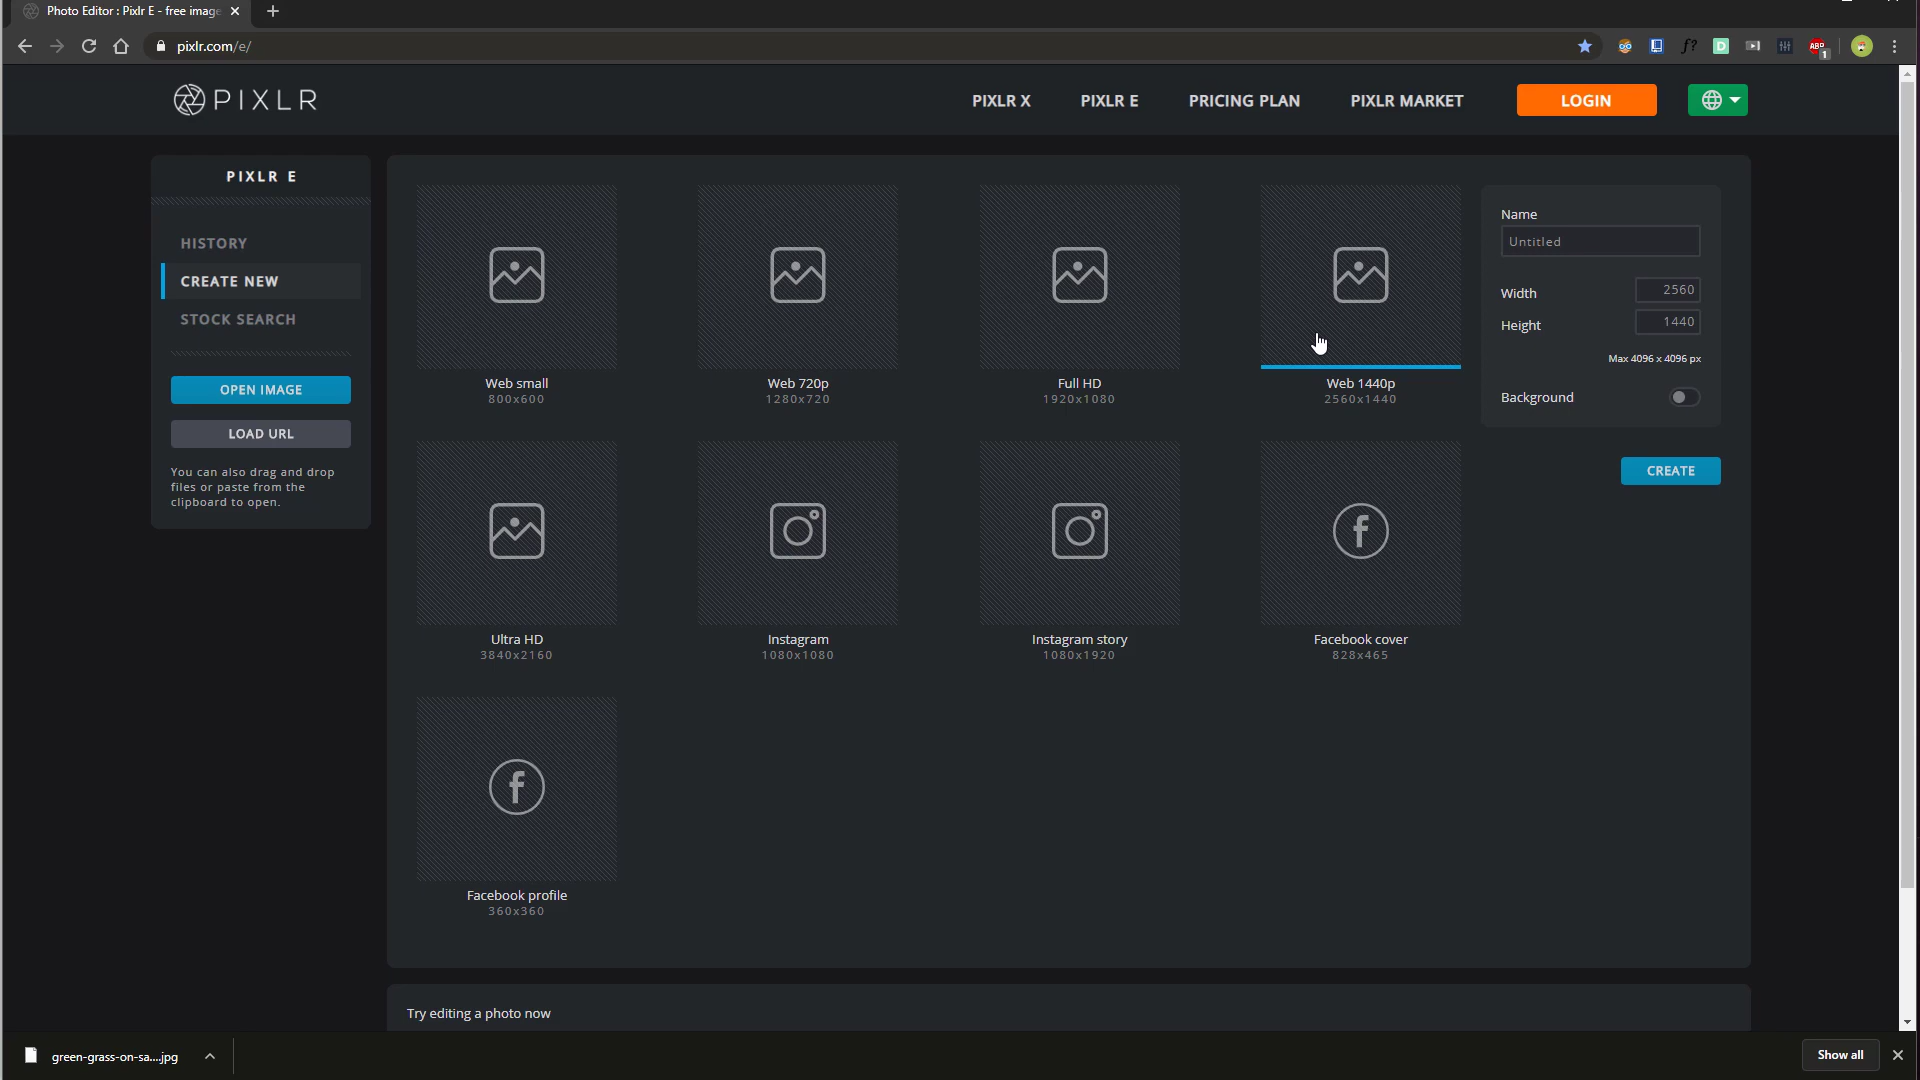 Photo Editor : Pixlr E - free image
pixlr.com/e/
f?
D
ABP
1
PIXLR
PIXLR X
PIXLR E
PRICING PLAN
PIXLR MARKET
LOGIN
PIXLR E
HISTORY
CREATE NEW
STOCK SEARCH
OPEN IMAGE
LOAD URL
You can also drag and drop
files or paste from the
clipboard to open.
Web small
800x600
Web 720p
1280x720
Full HD
1920x1080
Web 1440p
2560x1440
Ultra HD
3840x2160
Instagram
1080x1080
Instagram story
1080x1920
Facebook cover
828x465
Facebook profile
360x360
Name
Untitled
Width
2560
Height
1440
Max 4096 x 4096 px
Background
CREATE
Try editing a photo now
green-grass-on-sa....jpg
Show all